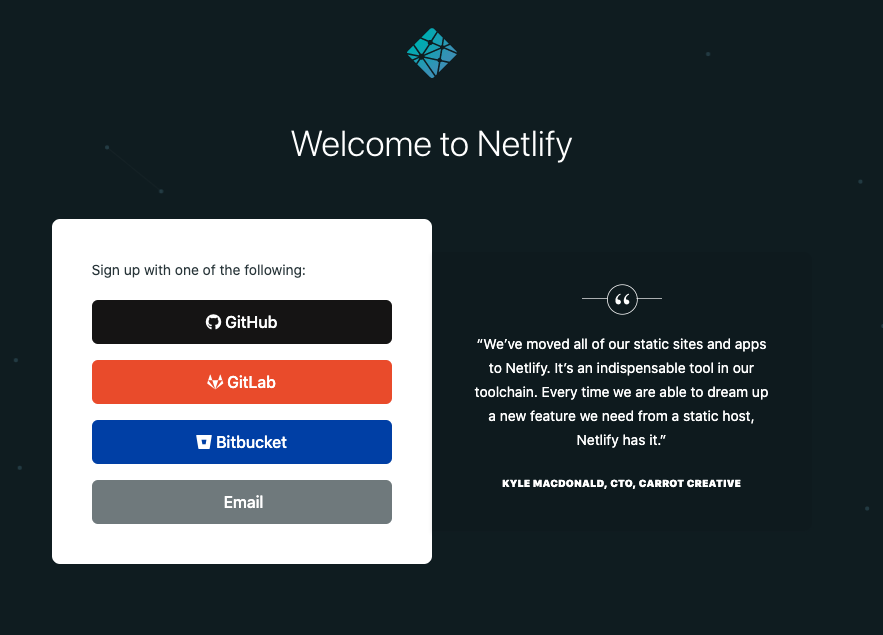 Welcome to Netlify
Sign up with one of the following:
GitHub
GitLab
Bitbucket
Email
“We’ve moved all of our static sites and apps
to Netlify. It’s an indispensable tool in our
toolchain. Every time we are able to dream up
a new feature we need from a static host,
Netlify has it.”
KYLE MACDONALD, CTO, CARROT CREATIVE